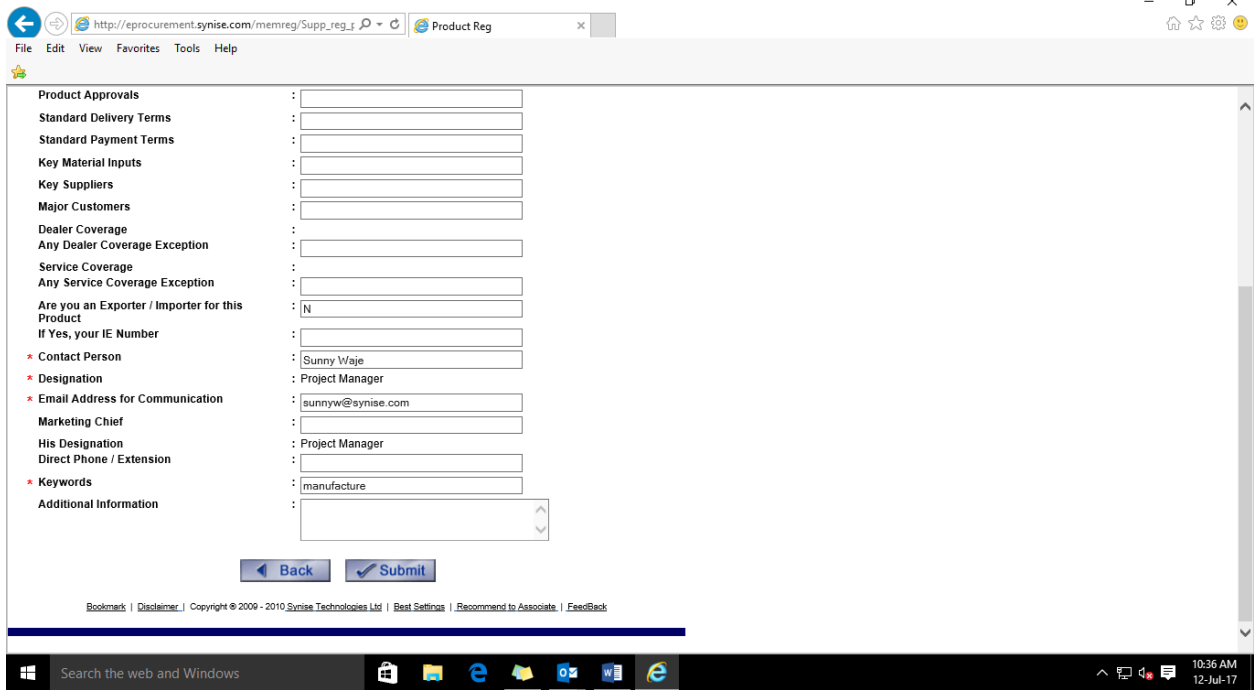 http://eprocurement.synise.com/memreg/Supp_reg_p
Product Reg
File Edit View Favorites Tools Help
Product Approvals :
Standard Delivery Terms :
Standard Payment Terms :
Key Material Inputs :
Key Suppliers :
Major Customers :
Dealer Coverage :
Any Dealer Coverage Exception :
Service Coverage :
Any Service Coverage Exception :
Are you an Exporter / Importer for this : N
Product
If Yes, your IE Number :
* Contact Person : Sunny Waje
* Designation : Project Manager
* Email Address for Communication : sunnyw@synise.com
Marketing Chief :
His Designation : Project Manager
Direct Phone / Extension :
* Keywords : manufacture
Additional Information :
Back Submit
Bookmark | Disclaimer | Copyright © 2009 - 2010 Synise Technologies Ltd | Best Settings | Recommend to Associate | FeedBack
Search the web and Windows
10:36 AM
12-Jul-17